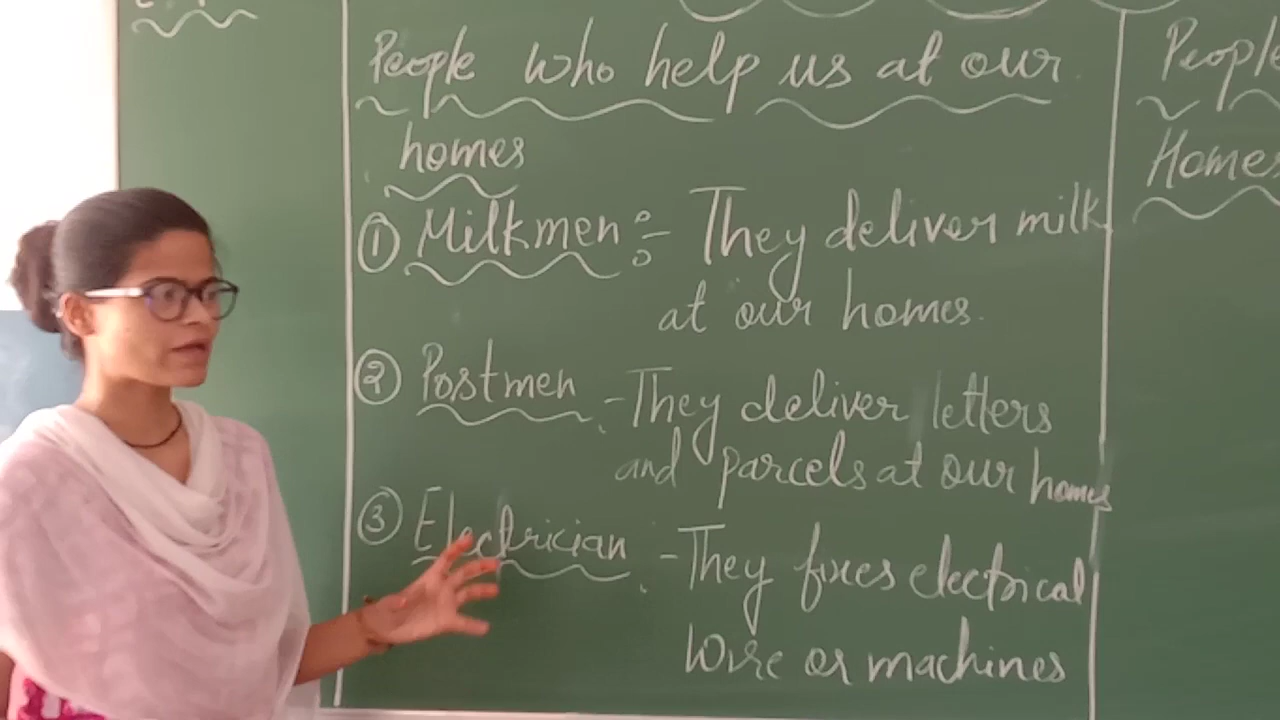 People who help us at our
homes
① Milkmen :- They deliver milk
at our homes.
② Postmen - They deliver letters
and parcels at our homes
③ Electrician - They fixes electrical
wire or machines
People
Homes